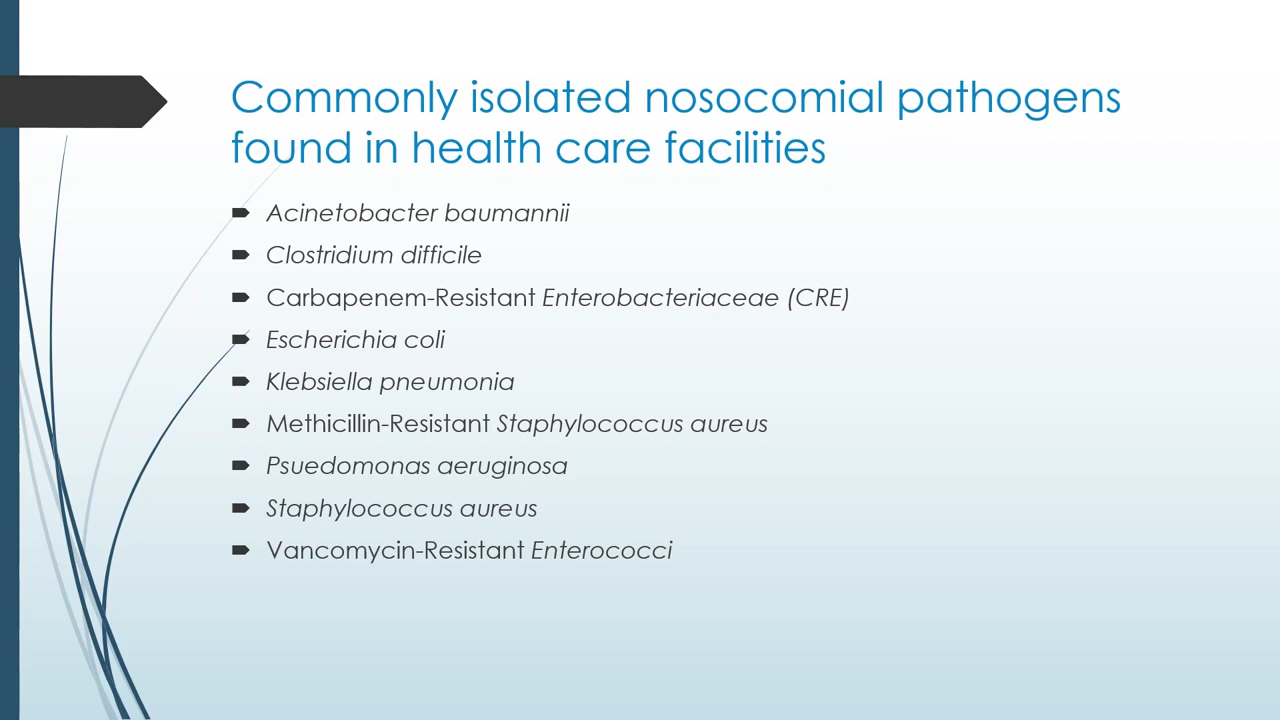 Commonly isolated nosocomial pathogens
found in health care facilities
Acinetobacter baumannii
Clostridium difficile
Carbapenem-Resistant Enterobacteriaceae (CRE)
Escherichia coli
Klebsiella pneumonia
Methicillin-Resistant Staphylococcus aureus
Psuedomonas aeruginosa
Staphylococcus aureus
Vancomycin-Resistant Enterococci